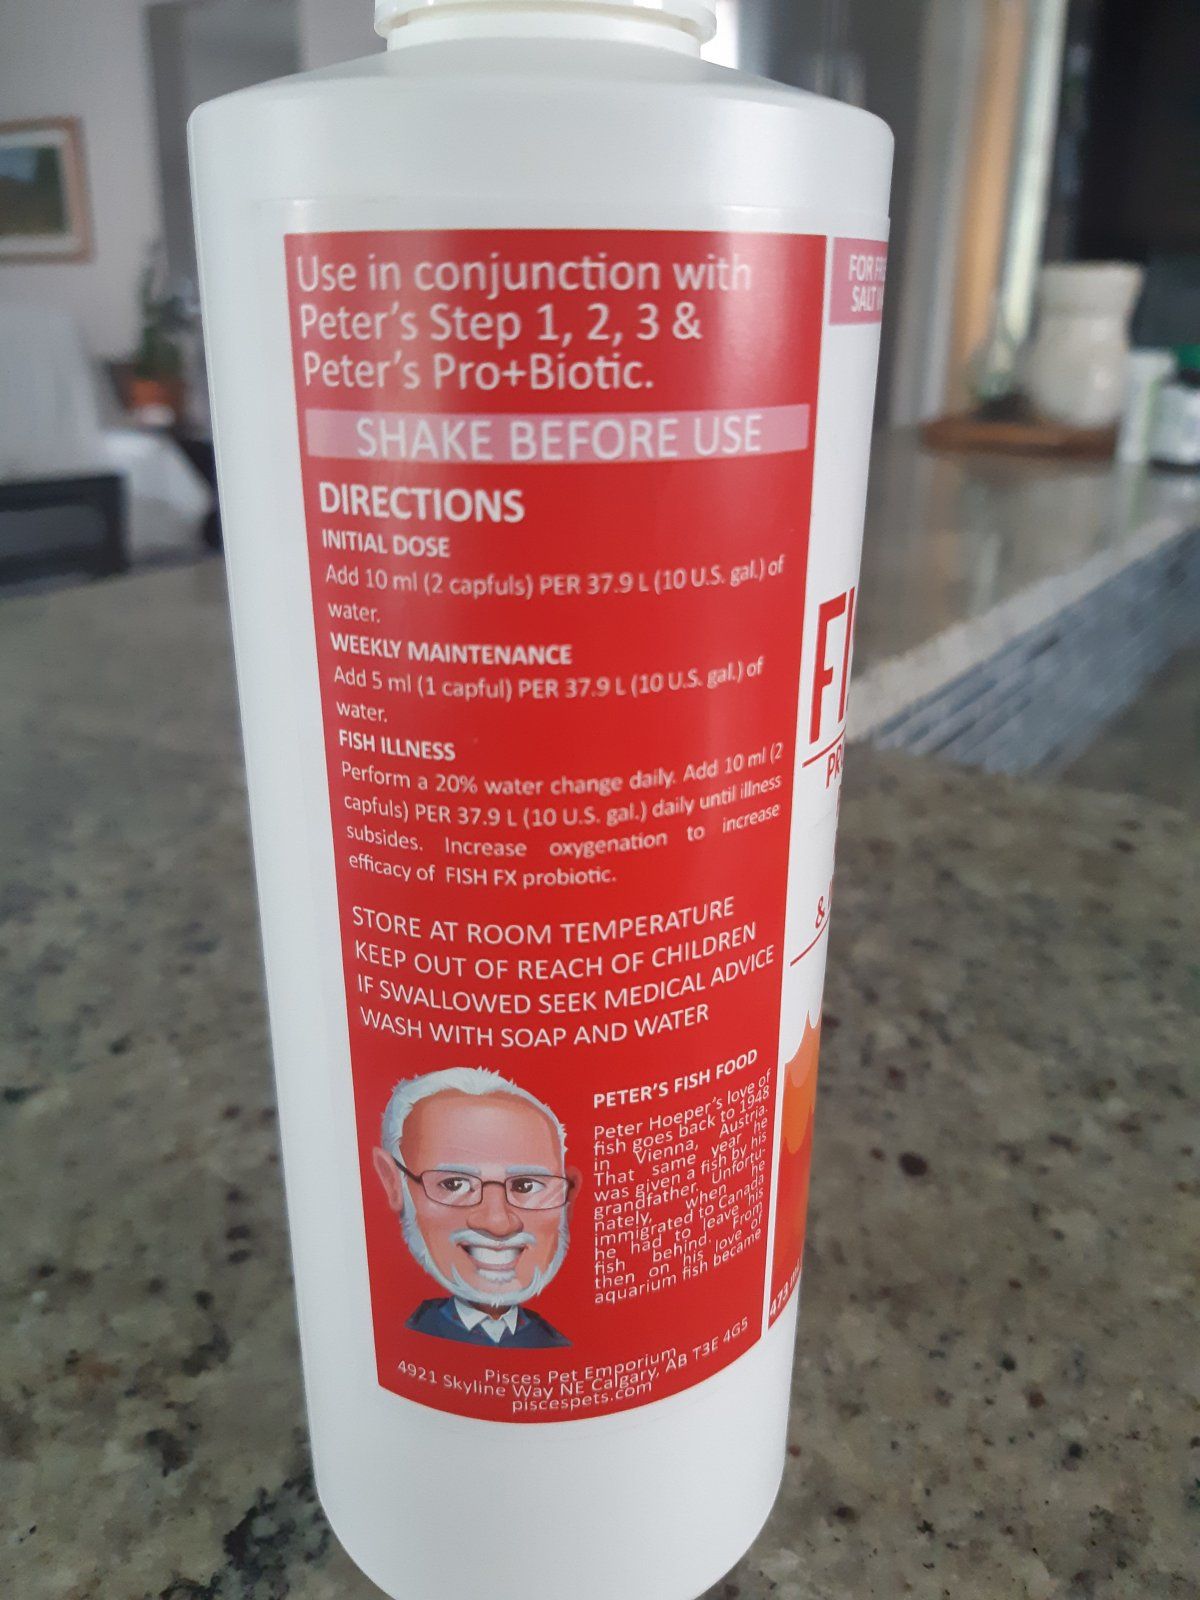 Use in conjunction with
Peter's Step 1, 2, 3 &
Peter's Pro+Biotic.
SHAKE BEFORE USE
DIRECTIONS
INITIAL DOSE
Add 10 ml (2 capfuls) PER 37.9 L (10 U.S. gal.) of
water.
WEEKLY MAINTENANCE
Add 5 ml (1 capful) PER 37.9 L (10 U.S. gal.) of
water.
FISH ILLNESS
Perform a 20% water change daily. Add 10 ml (2
capfuls) PER 37.9 L (10 U.S. gal.) daily until illness
subsides. Increase oxygenation to increase
efficacy of FISH FX probiotic.
STORE AT ROOM TEMPERATURE
KEEP OUT OF REACH OF CHILDREN
IF SWALLOWED SEEK MEDICAL ADVICE
WASH WITH SOAP AND WATER
PETER'S FISH FOOD
Peter Hoeper's love of
fish goes back to 1948
in Vienna, Austria.
That same year he
was given a fish by his
grandfather. Unfortu-
nately, when he
immigrated to Canada
he had to leave his
fish behind. From
then on his love of
aquarium fish became
Pisces Pet Emporium
4921 Skyline Way NE Calgary, AB T3E 4G5
piscespets.com
FOR
SALT
&
473 ml